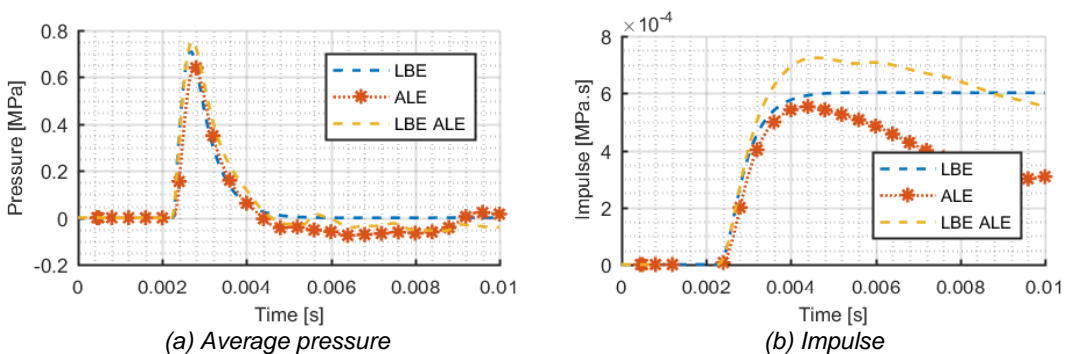 0.8
0.6
0.4
0.2
0
-0.2
Pressure [MPa]
LBE
ALE
LBE ALE
0 0.002 0.004 0.006 0.008 0.01
Time [s]
(a) Average pressure
×10⁻⁴
8
6
4
2
0
Impulse [MPa.s]
LBE
ALE
LBE ALE
0 0.002 0.004 0.006 0.008 0.01
Time [s]
(b) Impulse